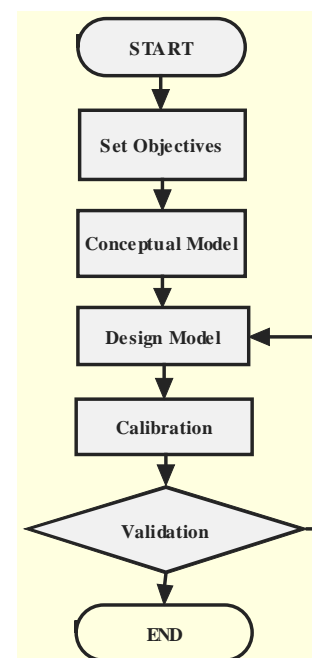 START
Set Objectives
Conceptual Model
Design Model
Calibration
Validation
END